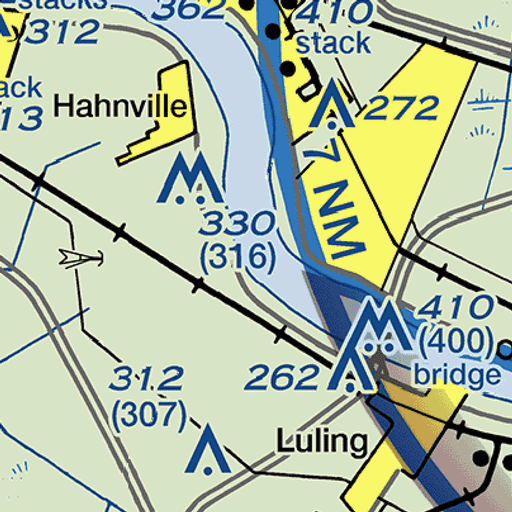 stacks
312
362
410
stack
ack
13
Hahnville
272
7 NM
330
(316)
410
(400)
bridge
262
312
(307)
Luling